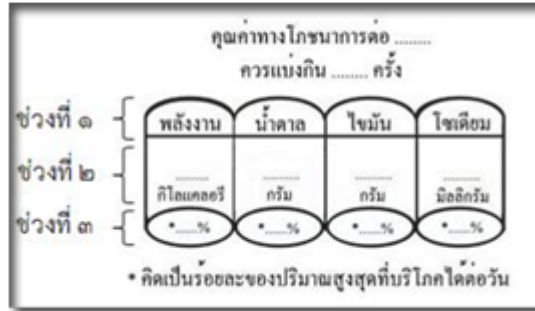 คุณค่าทางโภชนาการต่อ ........
ควรแบ่งกิน ........ ครั้ง
ช่วงที่ ๑ พลังงาน น้ำตาล ไขมัน โซเดียม
ช่วงที่ ๒ ........ ........ ........ ........
กิโลแคลอรี กรัม กรัม มิลลิกรัม
ช่วงที่ ๓ *.....% *.....% *.....% *.....%
* คิดเป็นร้อยละของปริมาณสูงสุดที่บริโภคได้ต่อวัน